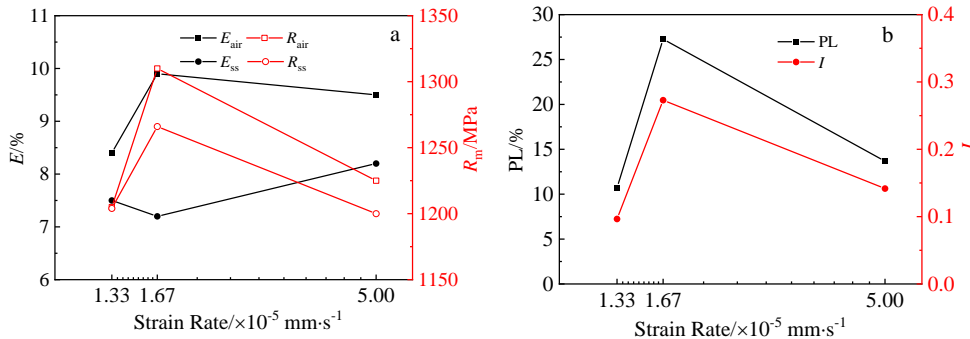 a
E_air R_air
E_ss R_ss
E/%
11
10
9
8
7
6
R_m/MPa
1350
1300
1250
1200
1150
1.33 1.67 5.00
Strain Rate/×10⁻⁵ mm·s⁻¹
b
PL
I
PL/%
30
25
20
15
10
5
0
I
0.4
0.3
0.2
0.1
0.0
1.33 1.67 5.00
Strain Rate/×10⁻⁵ mm·s⁻¹